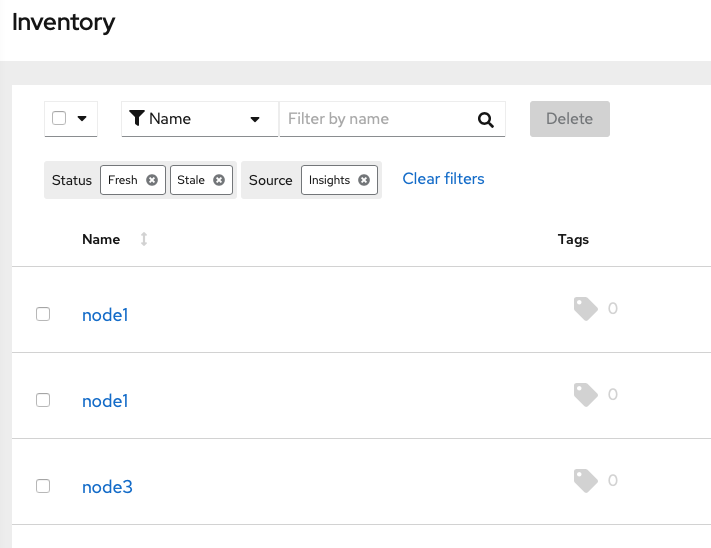 Inventory
Name Filter by name Delete
Status Fresh Stale Source Insights Clear filters
Name Tags
node1 0
node1 0
node3 0